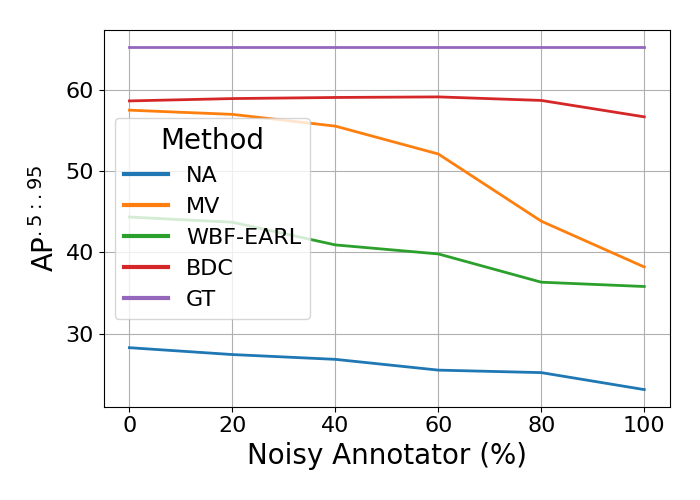 AP.5:.95
60
50
40
30
Method
NA
MV
WBF-EARL
BDC
GT
0 20 40 60 80 100
Noisy Annotator (%)